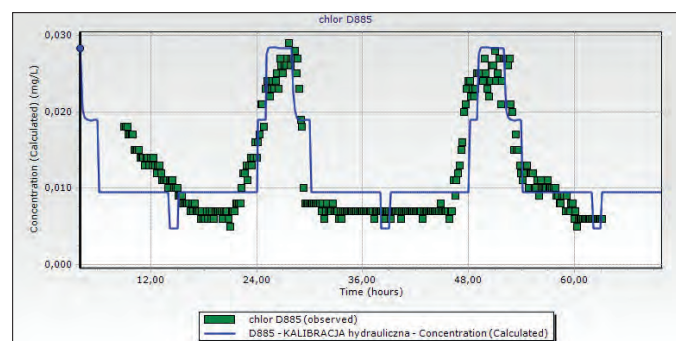 chlor D885
0,030
0,020
0,010
0,000
Concentration (Calculated) (mg/L)
12,00 24,00 36,00 48,00 60,00
Time (hours)
chlor D885 (observed)
D885 - KALIBRACJA hydrauliczna - Concentration (Calculated)